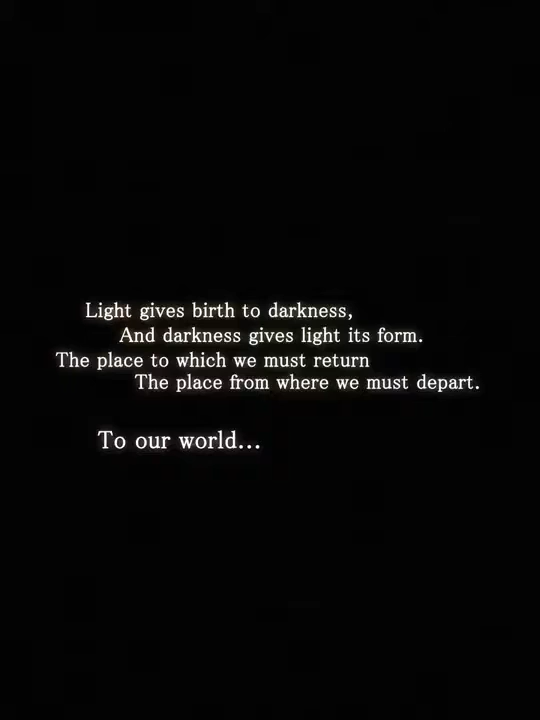 Light gives birth to darkness,
And darkness gives light its form.
The place to which we must return
The place from where we must depart.
To our world...